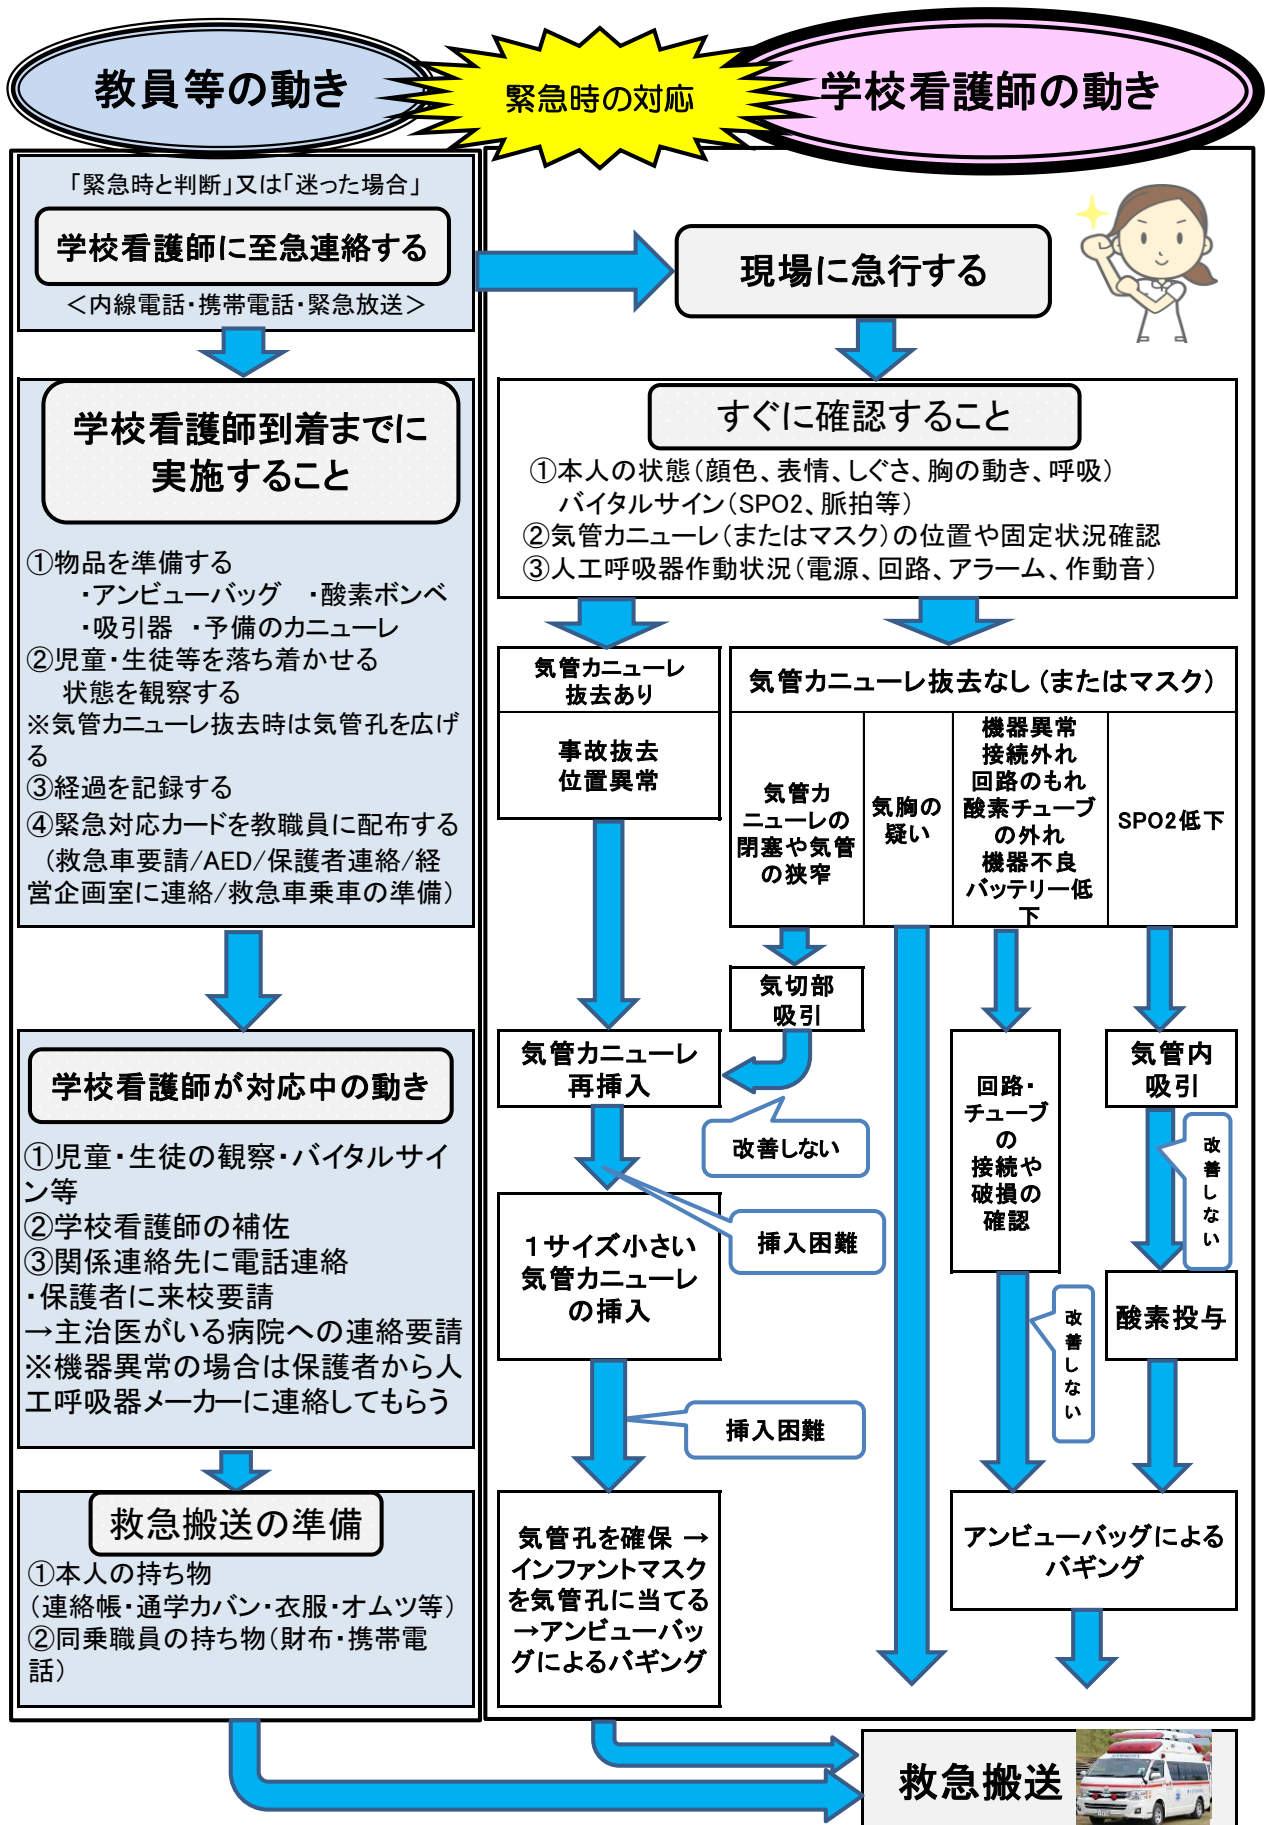 教員等の動き
緊急時の対応
学校看護師の動き
「緊急時と判断」又は「迷った場合」
学校看護師に至急連絡する
＜内線電話・携帯電話・緊急放送＞
学校看護師到着までに
実施すること
①物品を準備する
・アンビューバッグ　・酸素ボンベ
・吸引器　・予備のカニューレ
②児童・生徒等を落ち着かせる
状態を観察する
※気管カニューレ抜去時は気管孔を広げ
る
③経過を記録する
④緊急対応カードを教職員に配布する
（救急車要請/AED/保護者連絡/経
営企画室に連絡/救急車乗車の準備）
学校看護師が対応中の動き
①児童・生徒の観察・バイタルサイ
ン等
②学校看護師の補佐
③関係連絡先に電話連絡
・保護者に来校要請
→主治医がいる病院への連絡要請
※機器異常の場合は保護者から人
工呼吸器メーカーに連絡してもらう
救急搬送の準備
①本人の持ち物
（連絡帳・通学カバン・衣服・オムツ等）
②同乗職員の持ち物（財布・携帯電
話）
現場に急行する
すぐに確認すること
①本人の状態（顔色、表情、しぐさ、胸の動き、呼吸）
バイタルサイン（SPO2、脈拍等）
②気管カニューレ（またはマスク）の位置や固定状況確認
③人工呼吸器作動状況（電源、回路、アラーム、作動音）
気管カニューレ
抜去あり
事故抜去
位置異常
気管カニューレ抜去なし（またはマスク）
気管カ
ニューレの
閉塞や気管
の狭窄
気胸の
疑い
機器異常
接続外れ
回路のもれ
酸素チューブ
の外れ
機器不良
バッテリー低
下
SPO2低下
気切部
吸引
気管カニューレ
再挿入
改善しない
挿入困難
1サイズ小さい
気管カニューレ
の挿入
挿入困難
気管孔を確保 →
インファントマスク
を気管孔に当てる
→アンビューバッ
グによるバギング
回路・
チューブ
の
接続や
破損の
確認
改善しない
気管内
吸引
改善しない
酸素投与
アンビューバッグによる
バギング
救急搬送